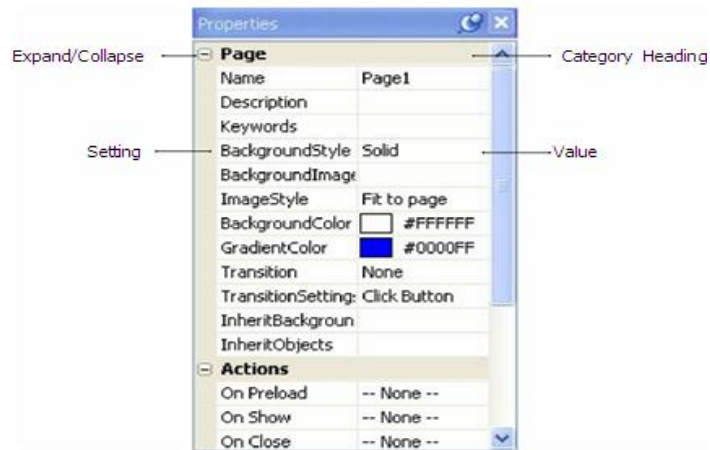 Properties
Expand/Collapse Page Category Heading
Name Page1
Description
Keywords
Setting BackgroundStyle Solid Value
BackgroundImage
ImageStyle Fit to page
BackgroundColor #FFFFFF
GradientColor #0000FF
Transition None
TransitionSettings Click Button
InheritBackgroun
InheritObjects
Actions
On Preload -- None --
On Show -- None --
On Close -- None --